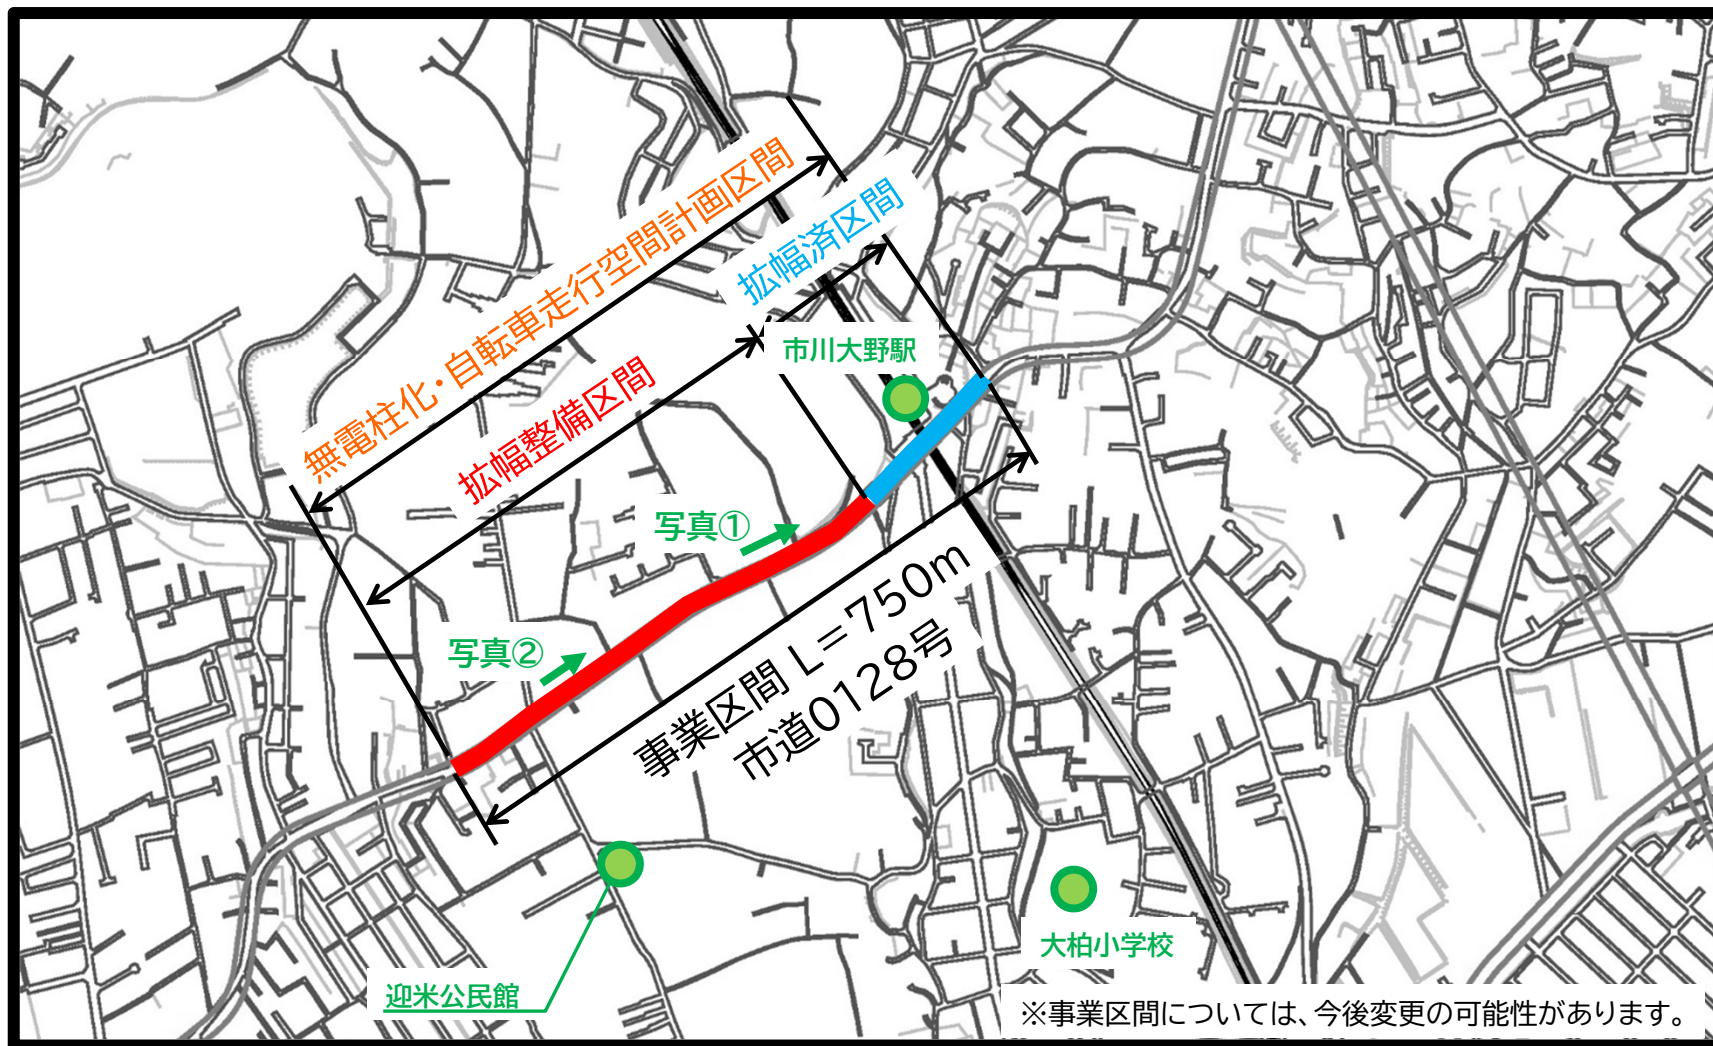 無電柱化・自転車走行空間計画区間
拡幅済区間
拡幅整備区間
市川大野駅
写真①
写真②
事業区間 L=750m
市道0128号
大柏小学校
迎米公民館
※事業区間については、今後変更の可能性があります。